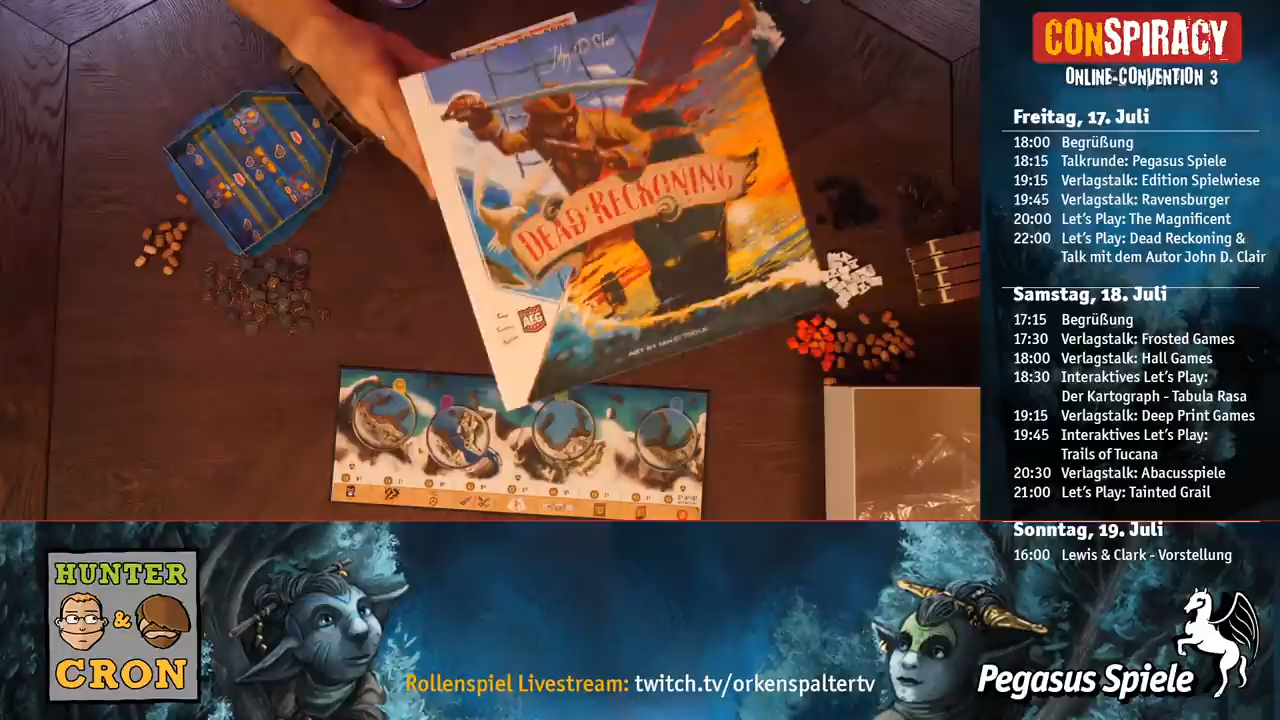 CONSPIRACY
ONLINE-CONVENTION 3
Freitag, 17. Juli
18:00 Begrüßung
18:15 Talkrunde: Pegasus Spiele
19:15 Verlagstalk: Edition Spielwiese
19:45 Verlagstalk: Ravensburger
20:00 Let's Play: The Magnificent
22:00 Let's Play: Dead Reckoning &
Talk mit dem Autor John D. Clair
Samstag, 18. Juli
17:15 Begrüßung
17:30 Verlagstalk: Frosted Games
18:00 Verlagstalk: Hall Games
18:30 Interaktives Let's Play:
Der Kartograph - Tabula Rasa
19:15 Verlagstalk: Deep Print Games
19:45 Interaktives Let's Play:
Trails of Tucana
20:30 Verlagstalk: Abacusspiele
21:00 Let's Play: Tainted Grail
Sonntag, 19. Juli
16:00 Lewis & Clark - Vorstellung
DEAD RECKONING
AEG
HUNTER
&
CRON
Rollenspiel Livestream: twitch.tv/orkenspaltertv
Pegasus Spiele